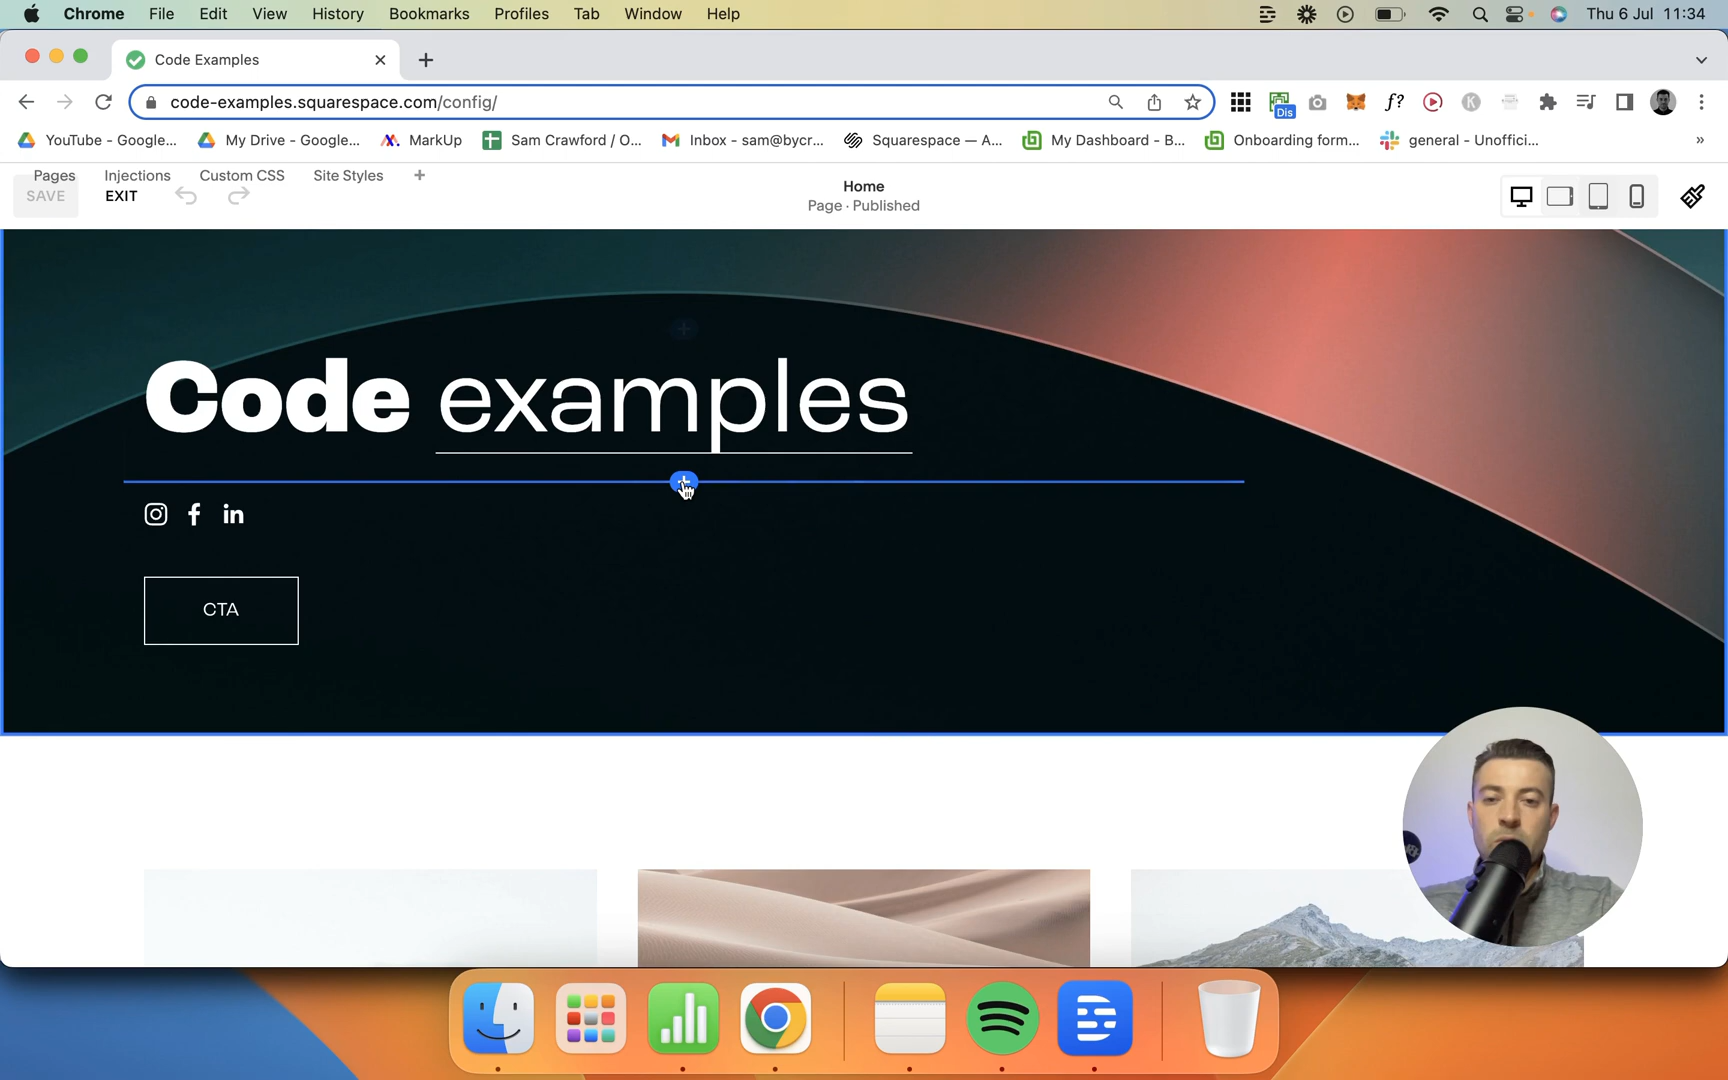 Chrome File Edit View History Bookmarks Profiles Tab Window Help Thu 6 Jul 11:34
Code Examples
code-examples.squarespace.com/config/
f?
Dis
K
YouTube - Google... My Drive - Google... MarkUp Sam Crawford / O... Inbox - sam@bycr... Squarespace — A... My Dashboard - B... Onboarding form... general - Unoffici... »
Pages Injections Custom CSS Site Styles +
SAVE EXIT
Home
Page · Published
Code examples
CTA